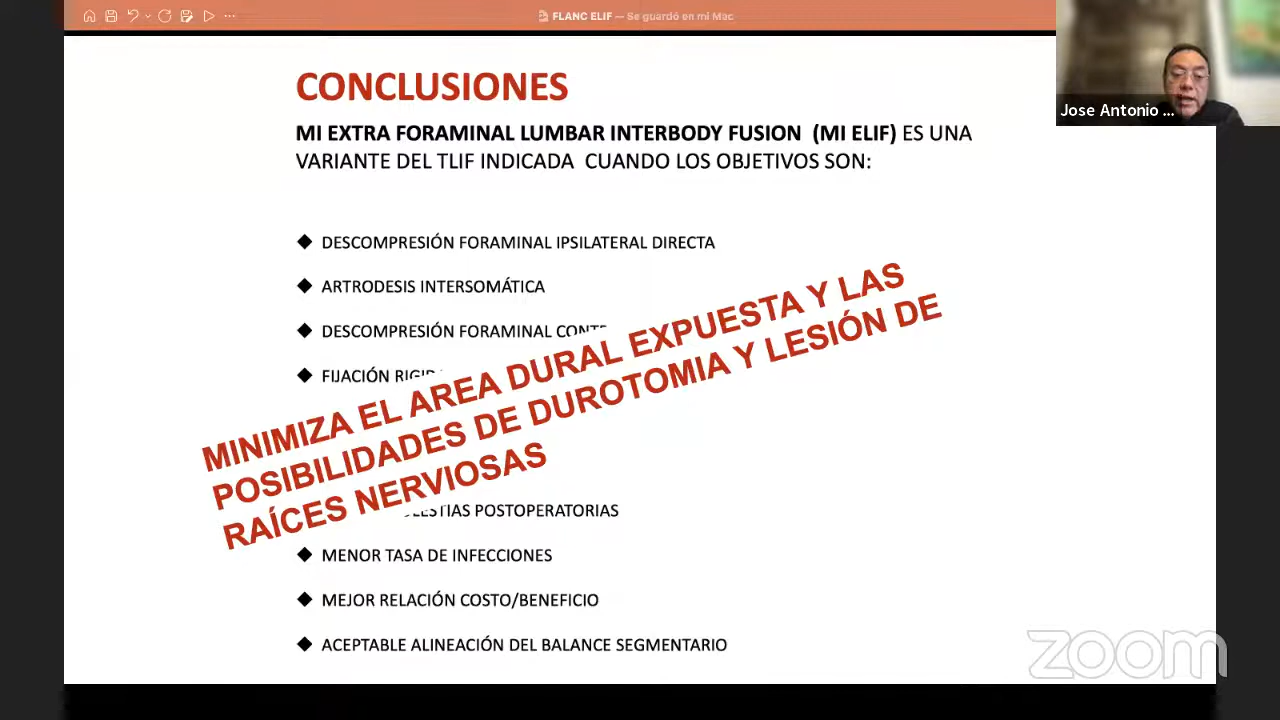 FLANC ELIF — Se guardó en mi Mac
Jose Antonio ...
CONCLUSIONES
MI EXTRA FORAMINAL LUMBAR INTERBODY FUSION (MI ELIF) ES UNA
VARIANTE DEL TLIF INDICADA CUANDO LOS OBJETIVOS SON:
DESCOMPRESIÓN FORAMINAL IPSILATERAL DIRECTA
ARTRODESIS INTERSOMÁTICA
DESCOMPRESIÓN FORAMINAL
FIJACIÓN
MINIMIZA EL AREA DURAL EXPUESTA Y LAS
POSIBILIDADES DE DUROTOMIA Y LESIÓN DE
RAÍCES NERVIOSAS
POSTOPERATORIAS
MENOR TASA DE INFECCIONES
MEJOR RELACIÓN COSTO/BENEFICIO
ACEPTABLE ALINEACIÓN DEL BALANCE SEGMENTARIO
zoom